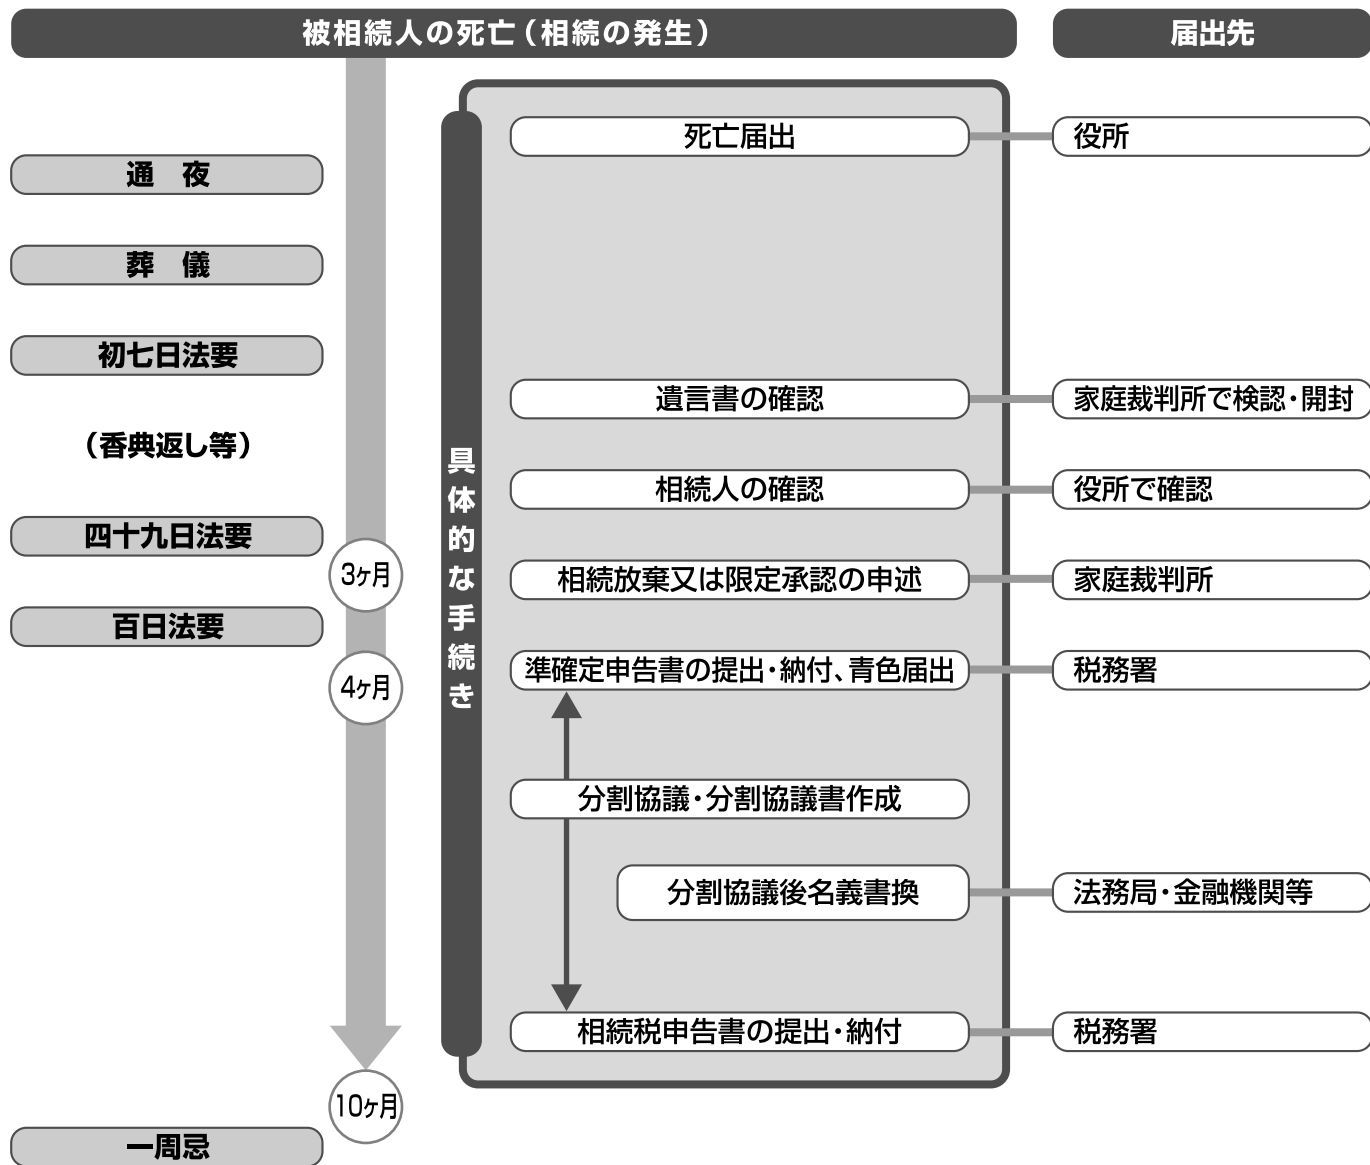 被相続人の死亡（相続の発生）
届出先
通　夜
葬　儀
初七日法要
（香典返し等）
四十九日法要
百日法要
一周忌
3ヶ月
4ヶ月
10ヶ月
具体的な手続き
死亡届出
役所
遺言書の確認
家庭裁判所で検認・開封
相続人の確認
役所で確認
相続放棄又は限定承認の申述
家庭裁判所
準確定申告書の提出・納付、青色届出
税務署
分割協議・分割協議書作成
分割協議後名義書換
法務局・金融機関等
相続税申告書の提出・納付
税務署